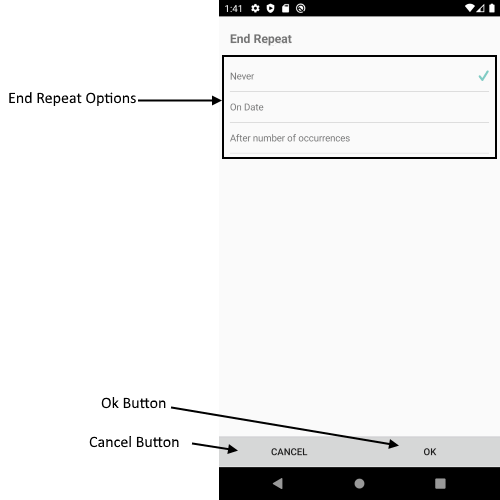 1:41
End Repeat
Never
End Repeat Options
On Date
After number of occurrences
Ok Button
Cancel Button
CANCEL
OK